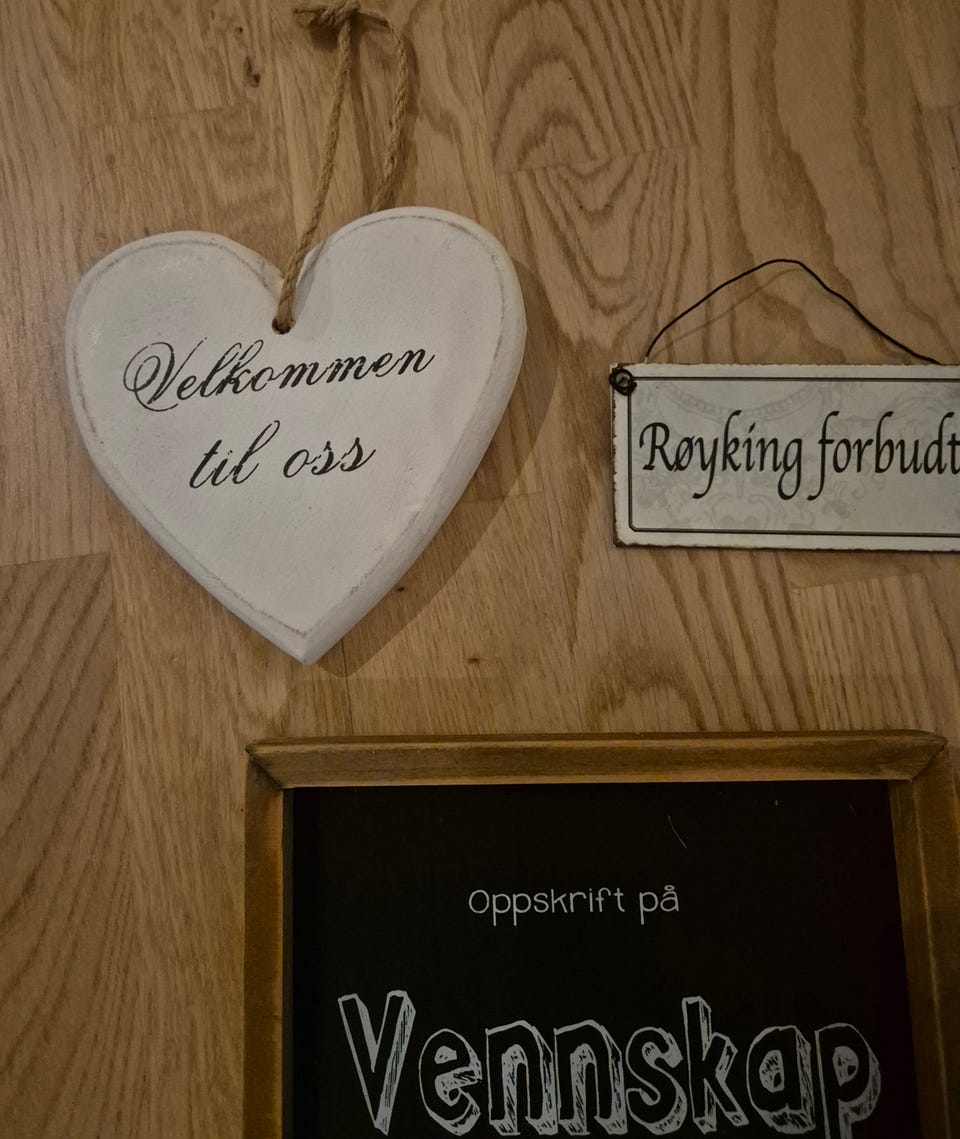 Velkommen
til oss
Røyking forbudt
Oppskrift på
Vennskap